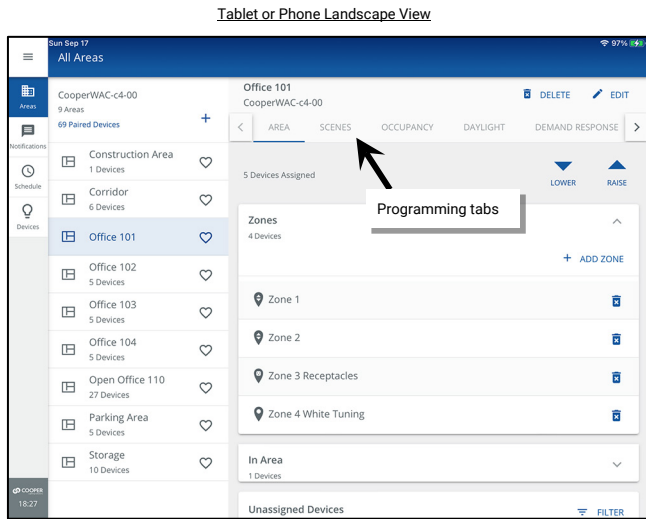 Tablet or Phone Landscape View
Sun Sep 17
97%
All Areas
Areas
Notifications
Schedule
Devices
COOPER
18:27
CooperWAC-c4-00
9 Areas
69 Paired Devices
+
Construction Area
1 Devices
Corridor
6 Devices
Office 101
Office 102
5 Devices
Office 103
5 Devices
Office 104
5 Devices
Open Office 110
27 Devices
Parking Area
5 Devices
Storage
10 Devices
Office 101
CooperWAC-c4-00
DELETE EDIT
AREA SCENES OCCUPANCY DAYLIGHT DEMAND RESPONSE
5 Devices Assigned
LOWER RAISE
Programming tabs
Zones
4 Devices
+ ADD ZONE
Zone 1
Zone 2
Zone 3 Receptacles
Zone 4 White Tuning
In Area
1 Devices
Unassigned Devices
FILTER